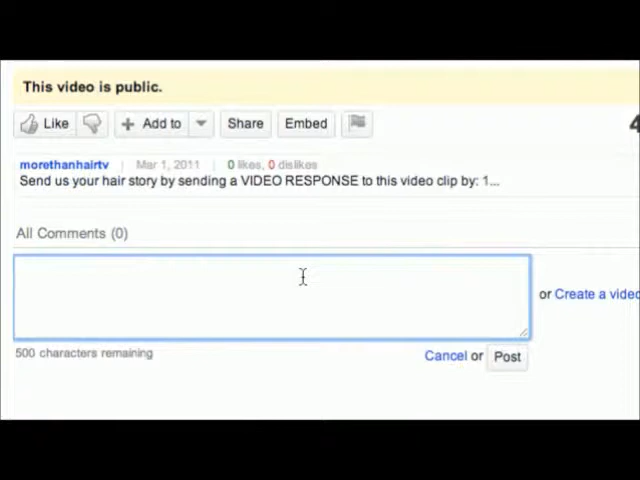 This video is public.
Like Add to Share Embed 4
morethanhairtv | Mar 1, 2011 | 0 likes, 0 dislikes
Send us your hair story by sending a VIDEO RESPONSE to this video clip by: 1...
All Comments (0)
or Create a video
500 characters remaining
Cancel or Post